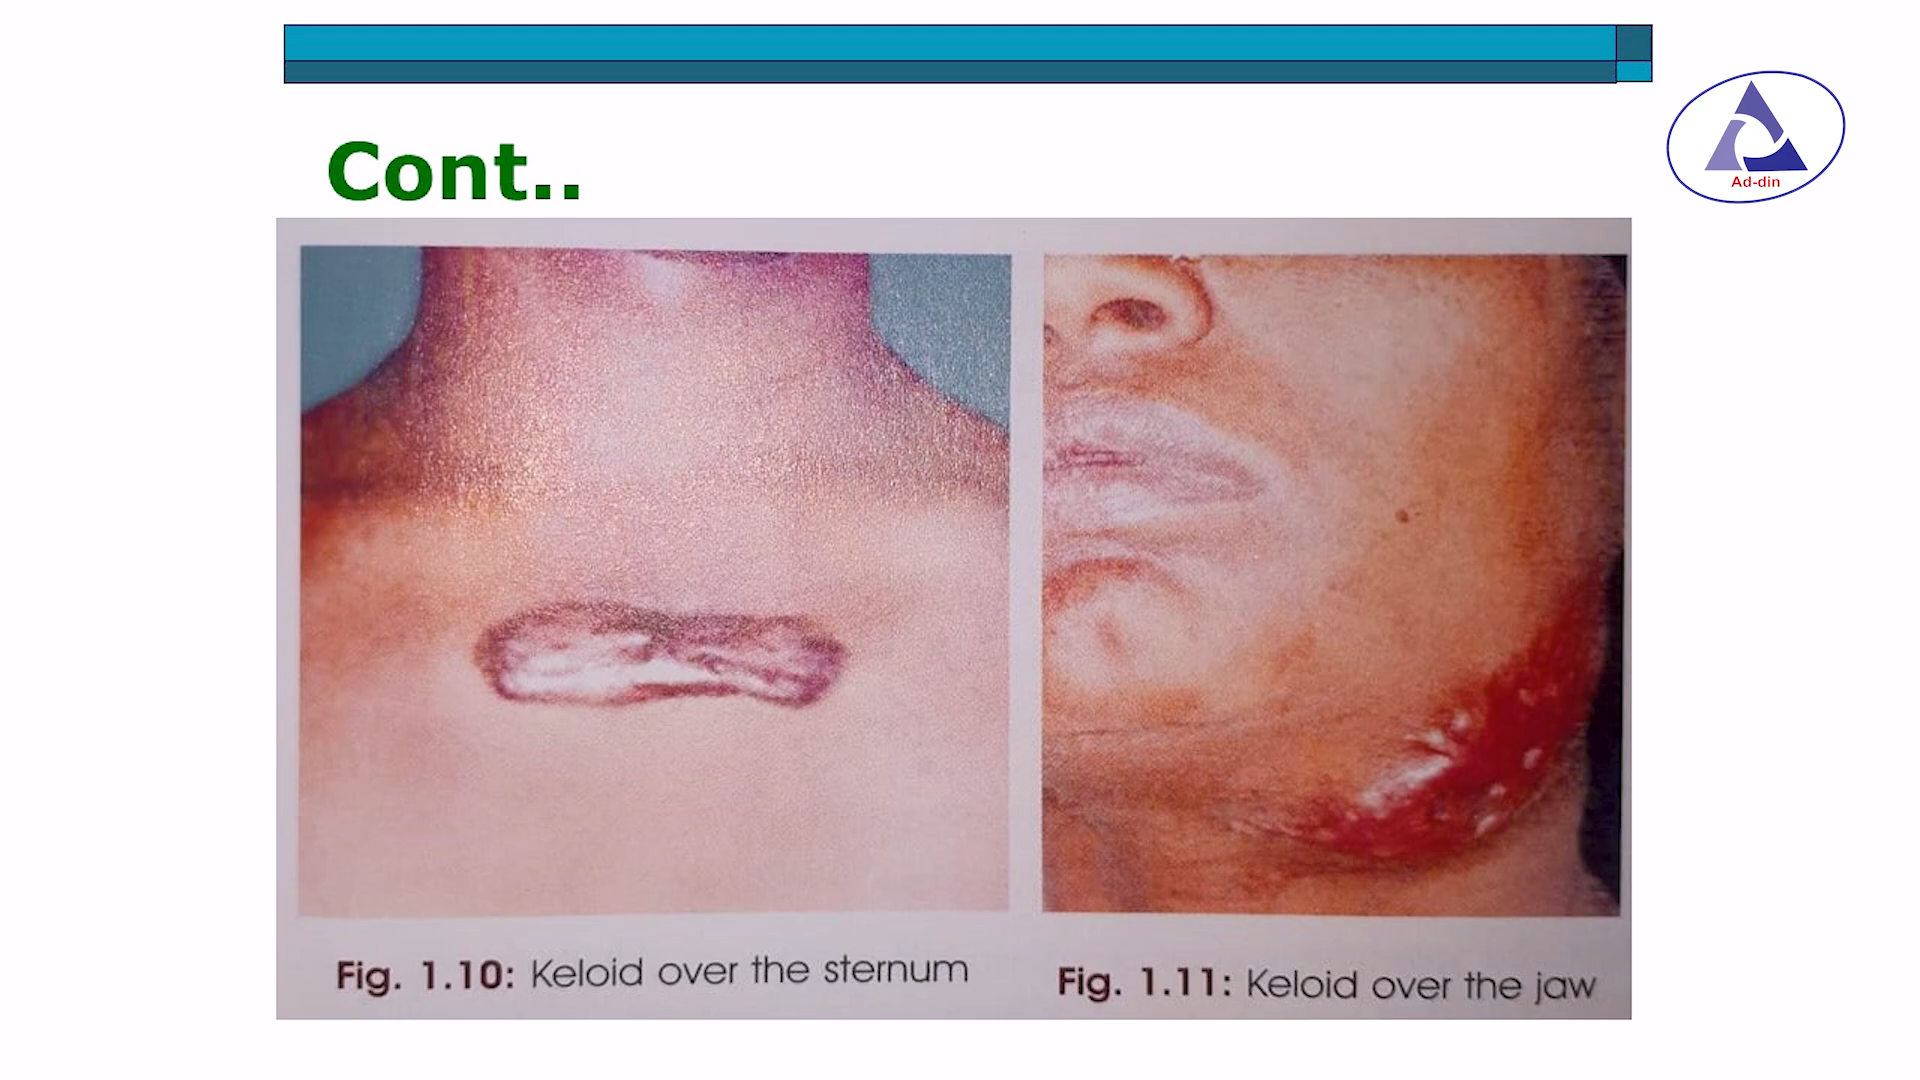 Cont..
Ad-din
Fig. 1.10: Keloid over the sternum
Fig. 1.11: Keloid over the jaw